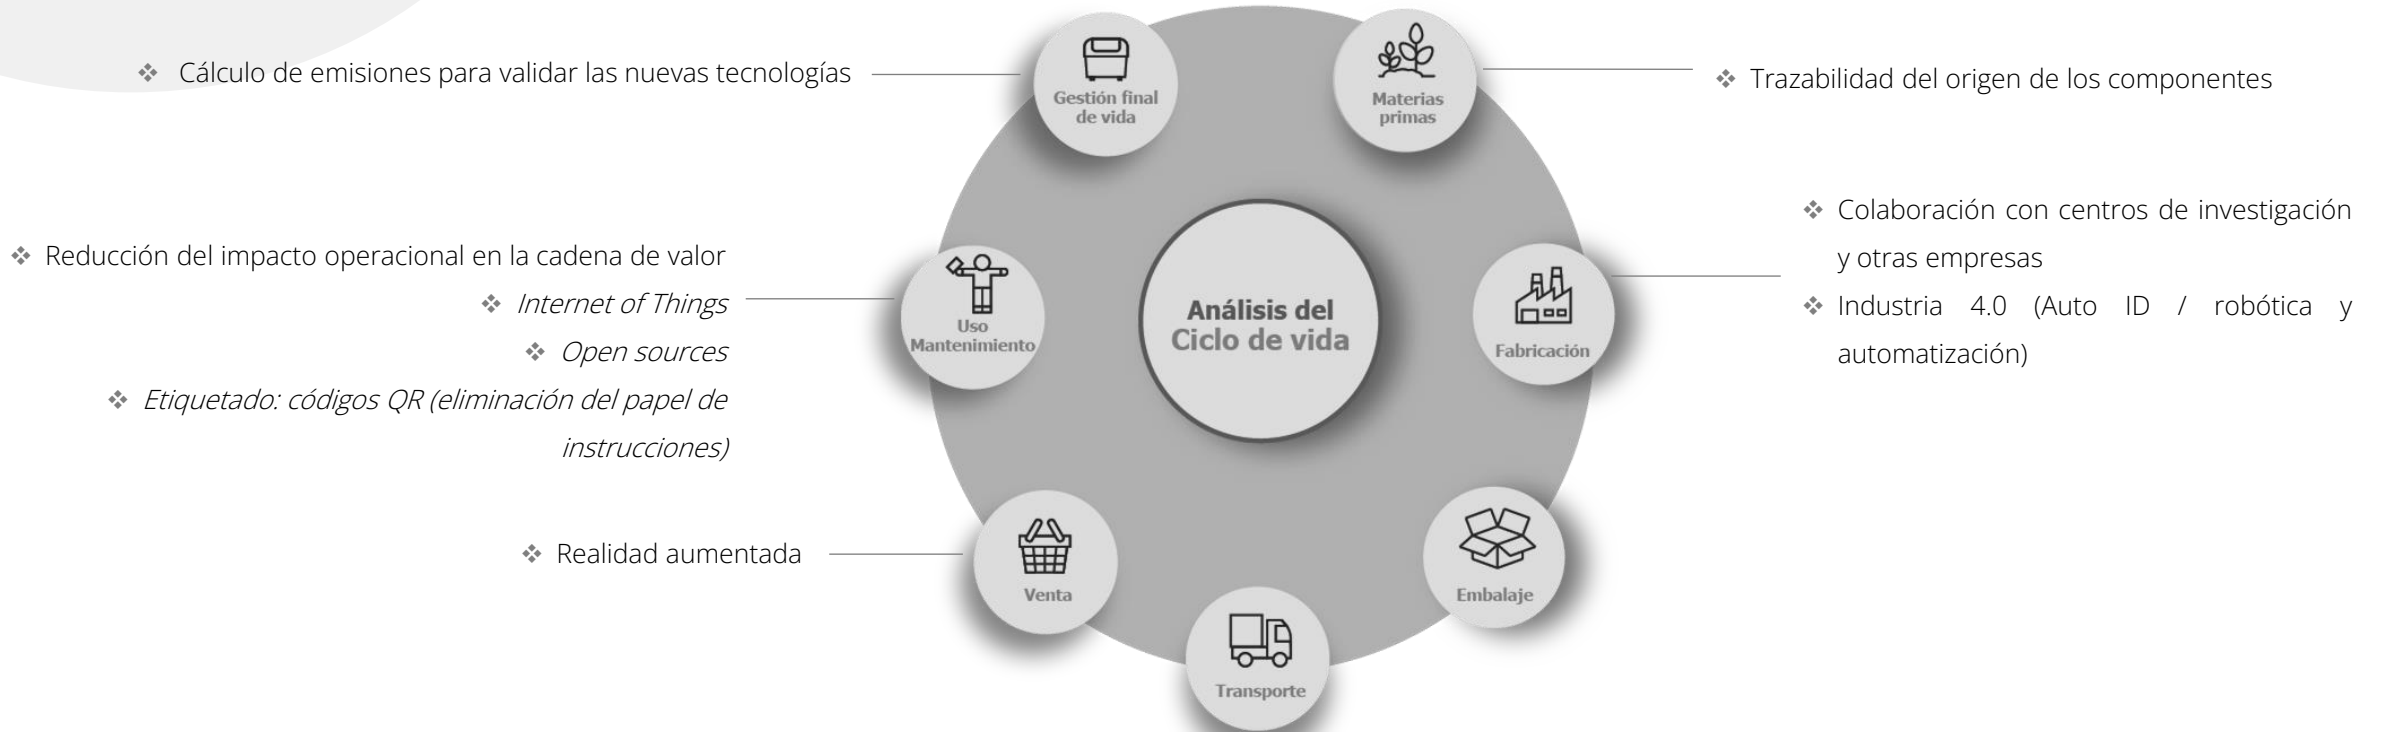 ❖ Cálculo de emisiones para validar las nuevas tecnologías
Gestión final
de vida
Materias
primas
❖ Trazabilidad del origen de los componentes
❖ Colaboración con centros de investigación
y otras empresas
❖ Industria 4.0 (Auto ID / robótica y
automatización)
Fabricación
❖ Reducción del impacto operacional en la cadena de valor
❖ Internet of Things
❖ Open sources
❖ Etiquetado: códigos QR (eliminación del papel de
instrucciones)
Uso
Mantenimiento
Análisis del
Ciclo de vida
❖ Realidad aumentada
Venta
Embalaje
Transporte